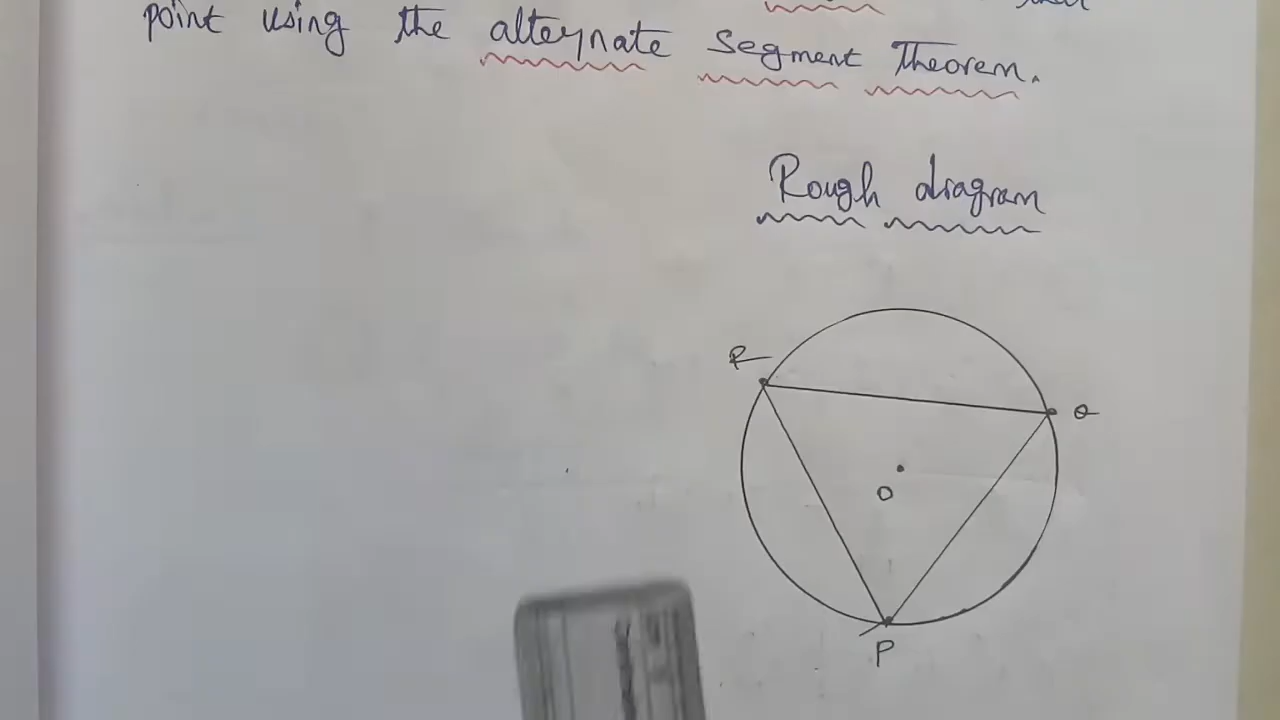 point using the alternate segment Theorem.
Rough diagram
R
Q
O
P